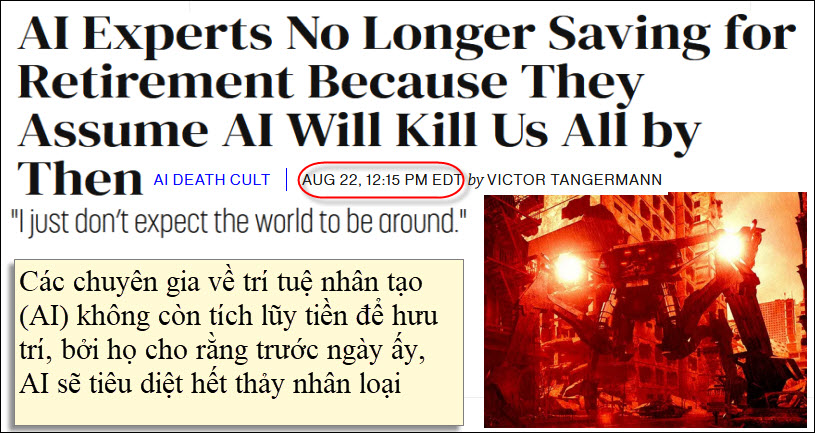 AI Experts No Longer Saving for
Retirement Because They
Assume AI Will Kill Us All by
Then
AI DEATH CULT | AUG 22, 12:15 PM EDT by VICTOR TANGERMANN
"I just don't expect the world to be around."
Các chuyên gia về trí tuệ nhân tạo
(AI) không còn tích lũy tiền để hưu
trí, bởi họ cho rằng trước ngày ấy,
AI sẽ tiêu diệt hết thảy nhân loại